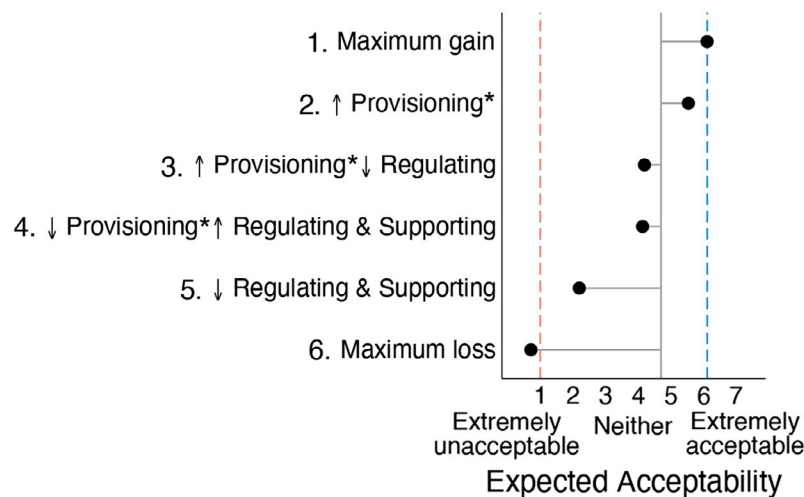 1. Maximum gain
2. ↑ Provisioning*
3. ↑ Provisioning*↓ Regulating
4. ↓ Provisioning*↑ Regulating & Supporting
5. ↓ Regulating & Supporting
6. Maximum loss
1 2 3 4 5 6 7
Extremely unacceptable
Neither
Extremely acceptable
Expected Acceptability